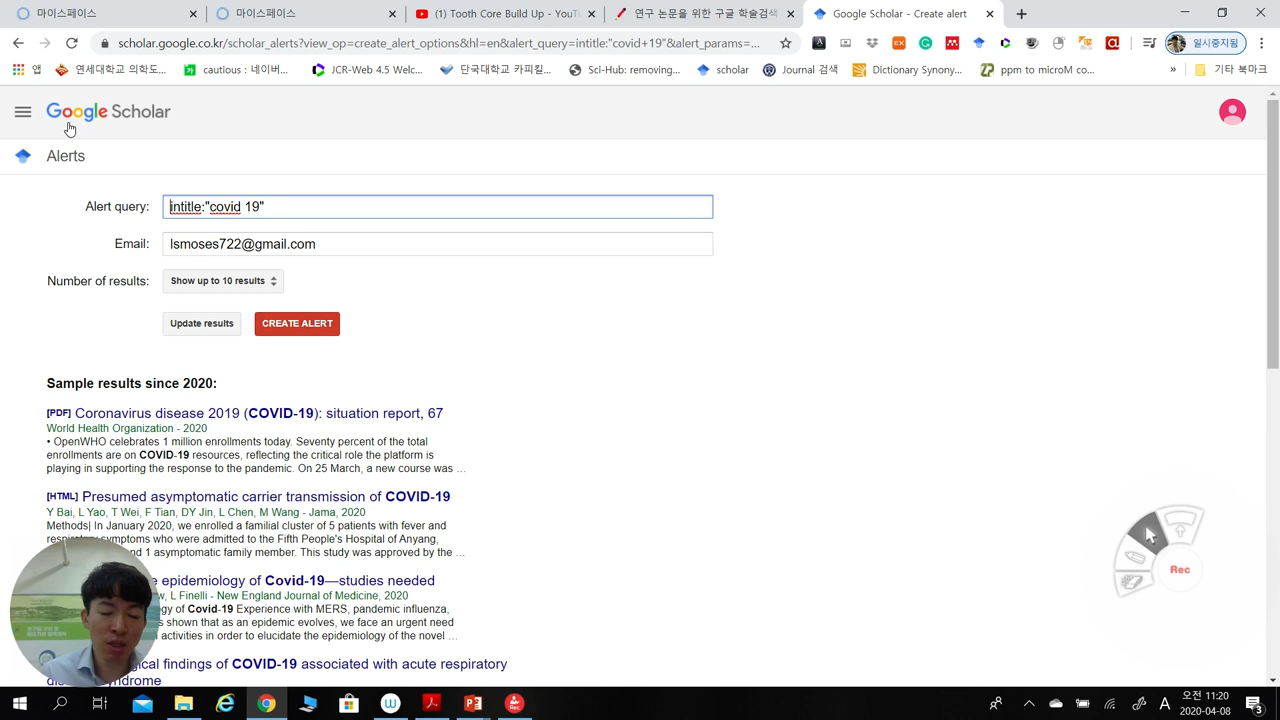 마이스페이스
마이스페이스
(1) Tooth Core Build Up - YouTu
연구 논문을 위한 구글 학술검색
Google Scholar - Create alert
scholar.google.co.kr/scholar_alerts?view_op=create_alert_options&hl=en&alert_query=intitle:"covid+19"&alert_params=...
일시중지됨
앱
연세대학교 의학도...
cautious : 네이버...
JCR-Web 4.5 Welc...
단국대학교 카피킬...
Sci-Hub: removing...
scholar
Journal 검색
Dictionary Synony...
ppm to microM co...
»
기타 북마크
Google Scholar
Alerts
Alert query:
intitle:"covid 19"
Email:
lsmoses722@gmail.com
Number of results:
Show up to 10 results
Update results
CREATE ALERT
Sample results since 2020:
[PDF] Coronavirus disease 2019 (COVID-19): situation report, 67
World Health Organization - 2020
• OpenWHO celebrates 1 million enrollments today. Seventy percent of the total
enrollments are on COVID-19 resources, reflecting the critical role the platform is
playing in supporting the response to the pandemic. On 25 March, a new course was ...
[HTML] Presumed asymptomatic carrier transmission of COVID-19
Y Bai, L Yao, T Wei, F Tian, DY Jin, L Chen, M Wang - Jama, 2020
Methods| In January 2020, we enrolled a familial cluster of 5 patients with fever and
respiratory symptoms who were admitted to the Fifth People's Hospital of Anyang,
nd 1 asymptomatic family member. This study was approved by the ...
e epidemiology of Covid-19—studies needed
L Finelli - New England Journal of Medicine, 2020
gy of Covid-19 Experience with MERS, pandemic influenza,
s shown that as an epidemic evolves, we face an urgent need
activities in order to elucidate the epidemiology of the novel ...
gical findings of COVID-19 associated with acute respiratory
syndrome
Rec
A
오전 11:20
2020-04-08
3